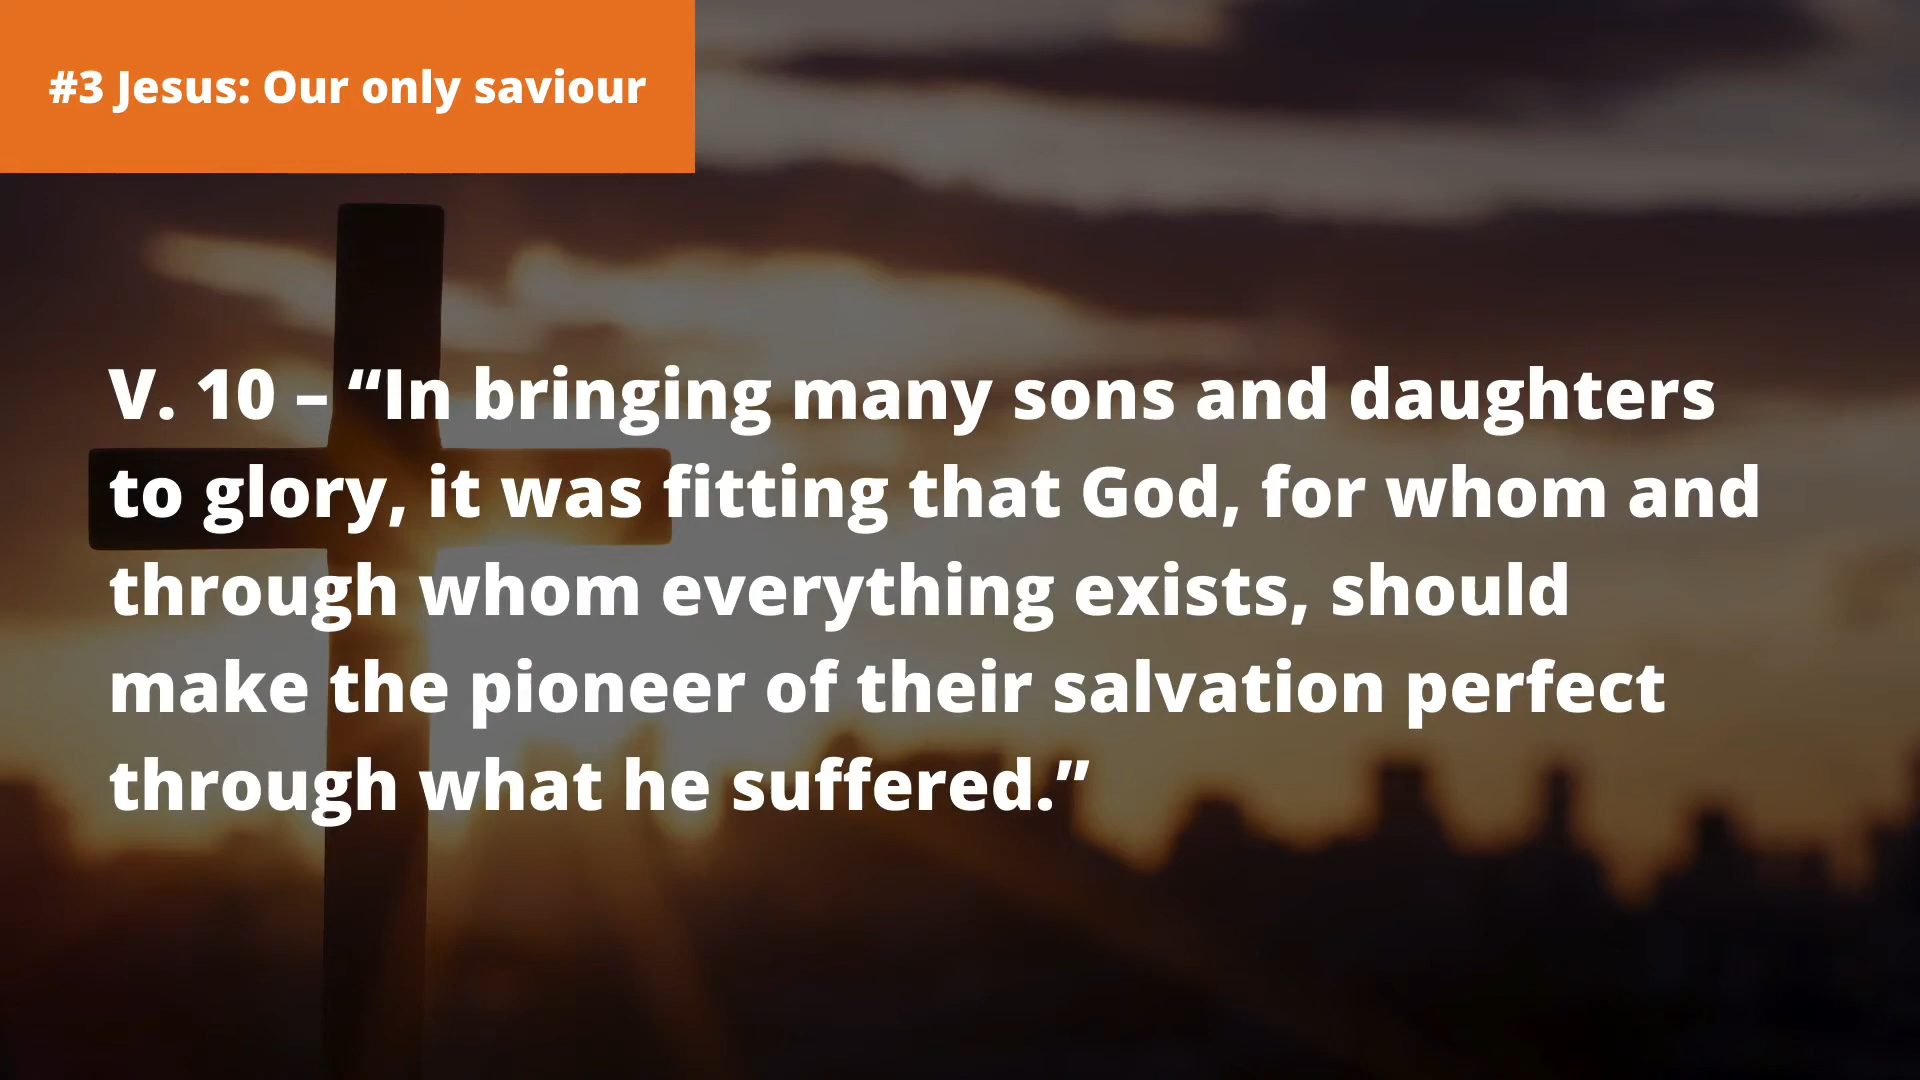 #3 Jesus: Our only saviour
V. 10 – “In bringing many sons and daughters
to glory, it was fitting that God, for whom and
through whom everything exists, should
make the pioneer of their salvation perfect
through what he suffered.”